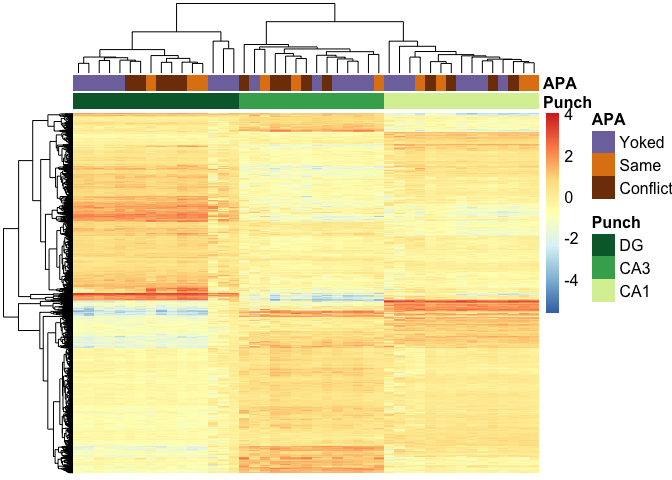 APA
Punch
4
2
0
-2
-4
APA
Yoked
Same
Conflict
Punch
DG
CA3
CA1